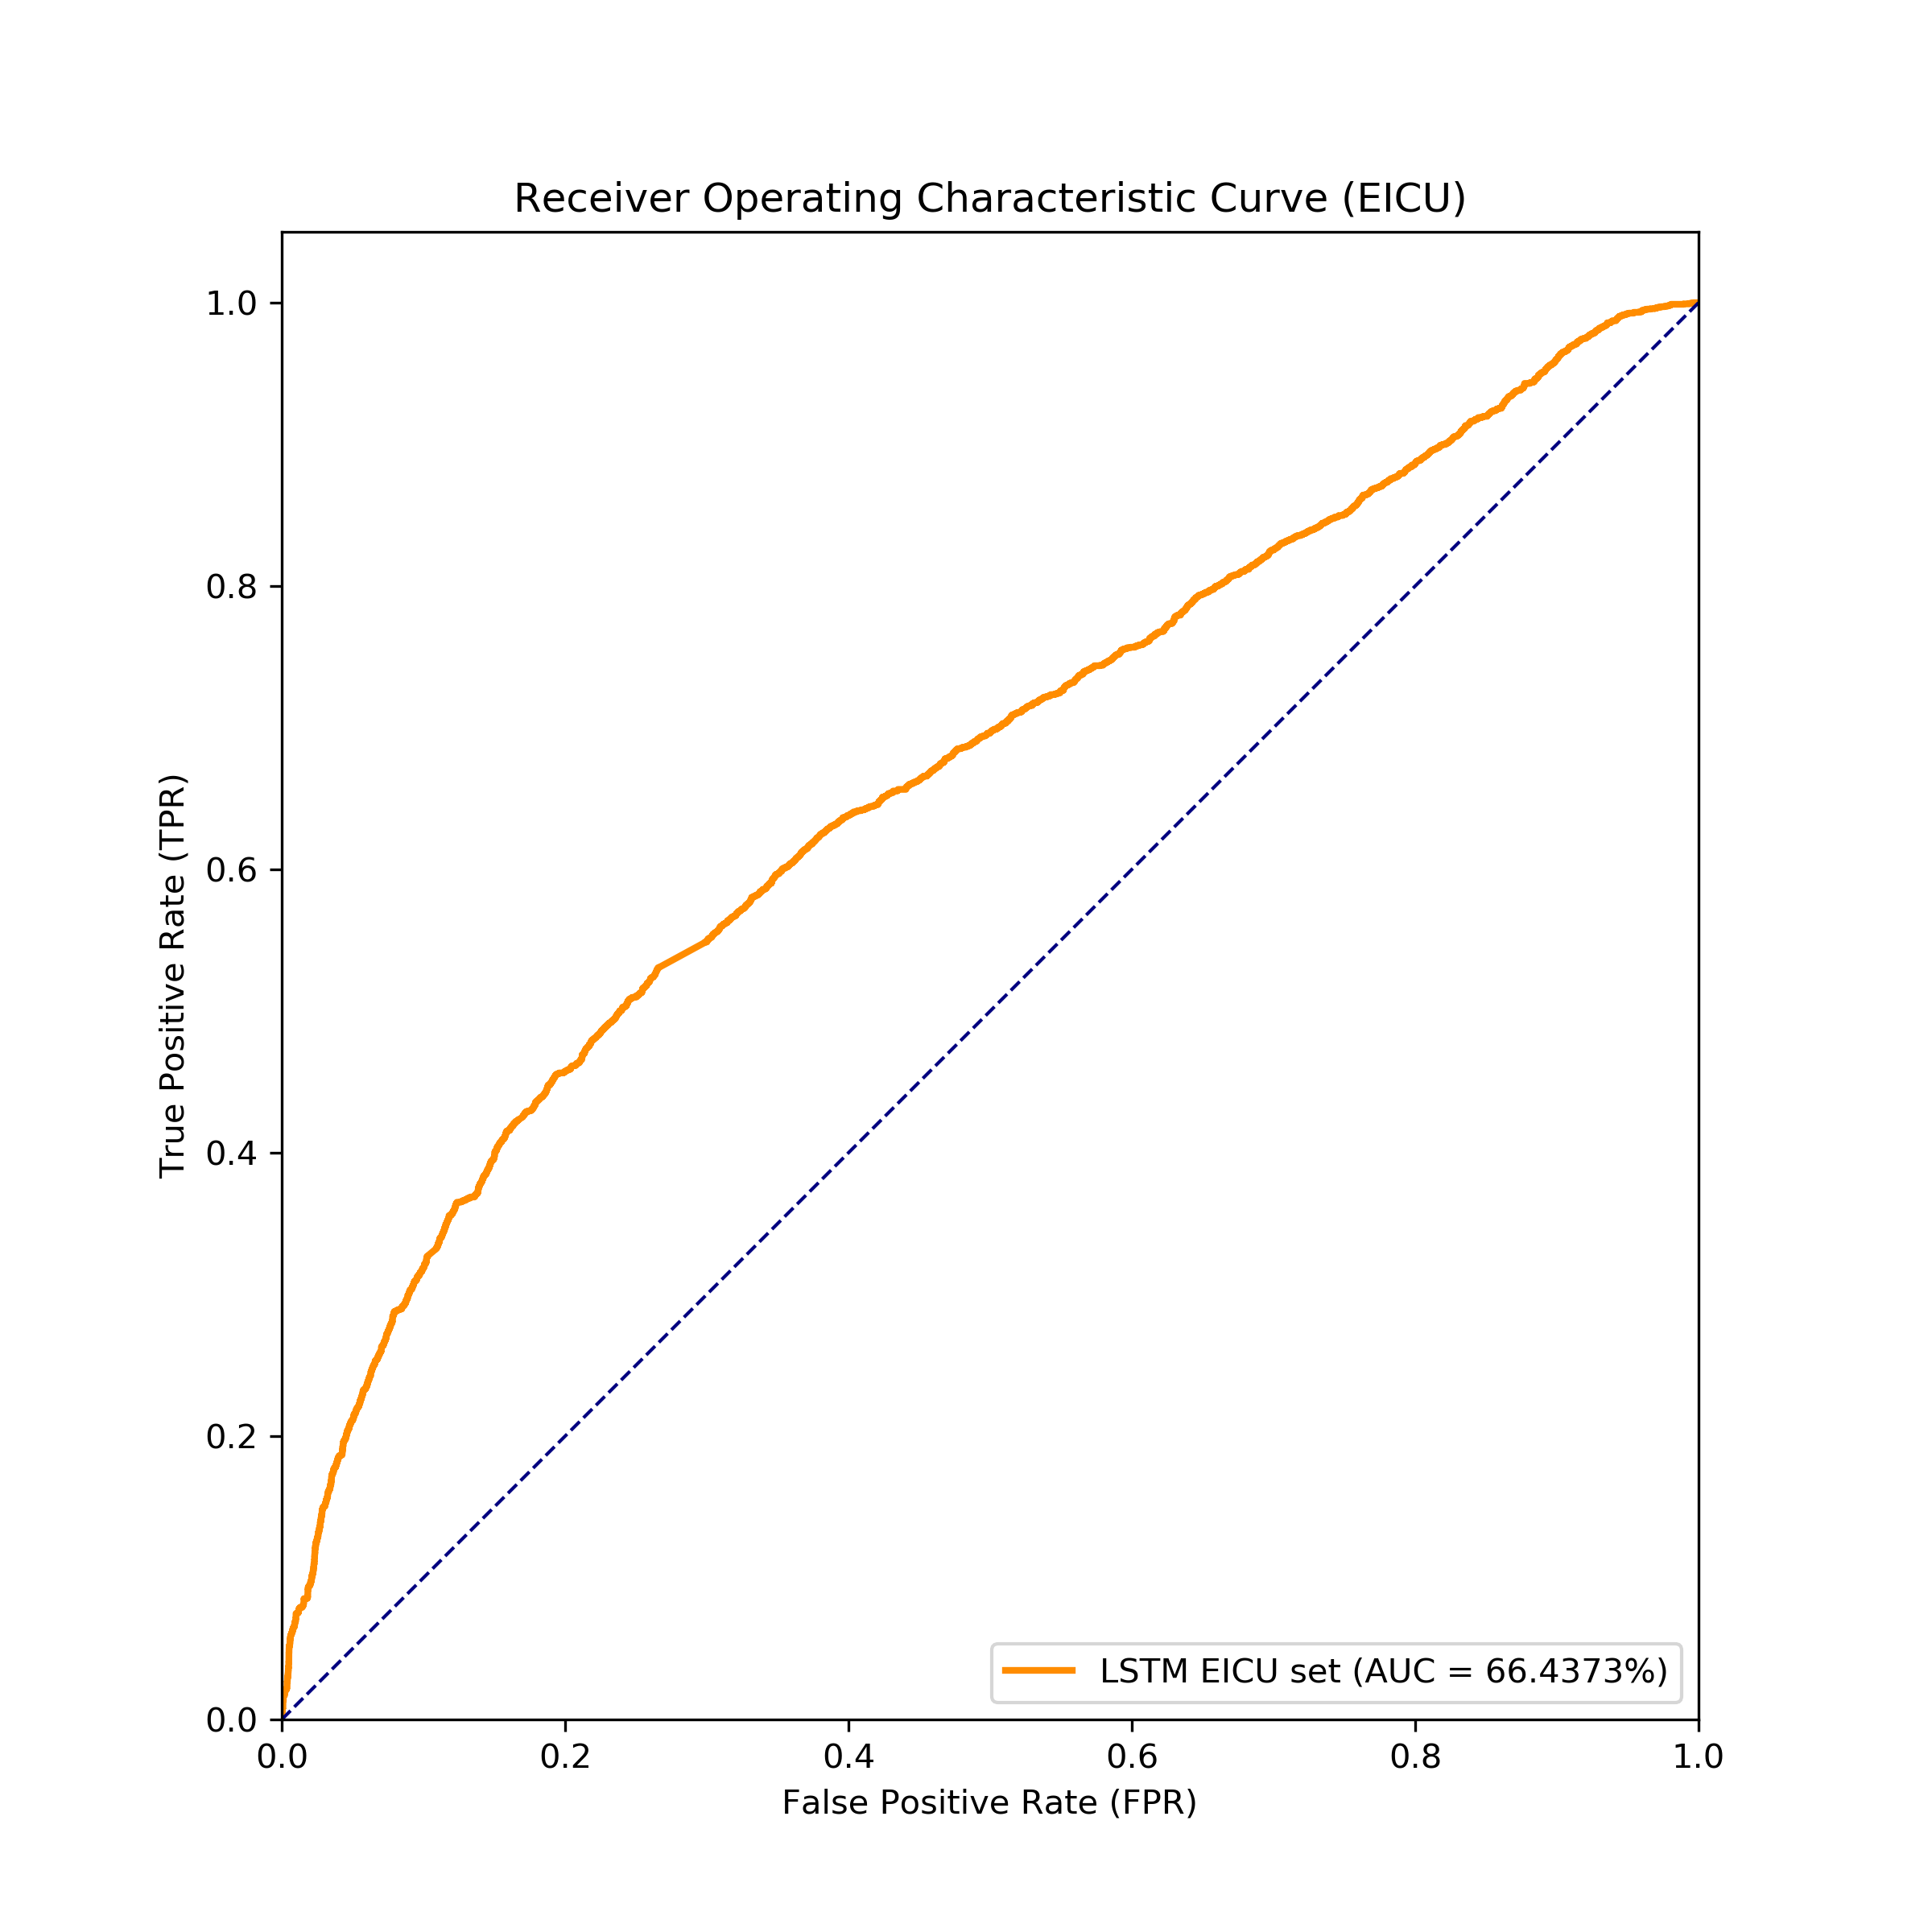 Receiver Operating Characteristic Curve (EICU)
1.0
0.8
0.6
0.4
0.2
0.0
True Positive Rate (TPR)
LSTM EICU set (AUC = 66.4373%)
0.0 0.2 0.4 0.6 0.8 1.0
False Positive Rate (FPR)